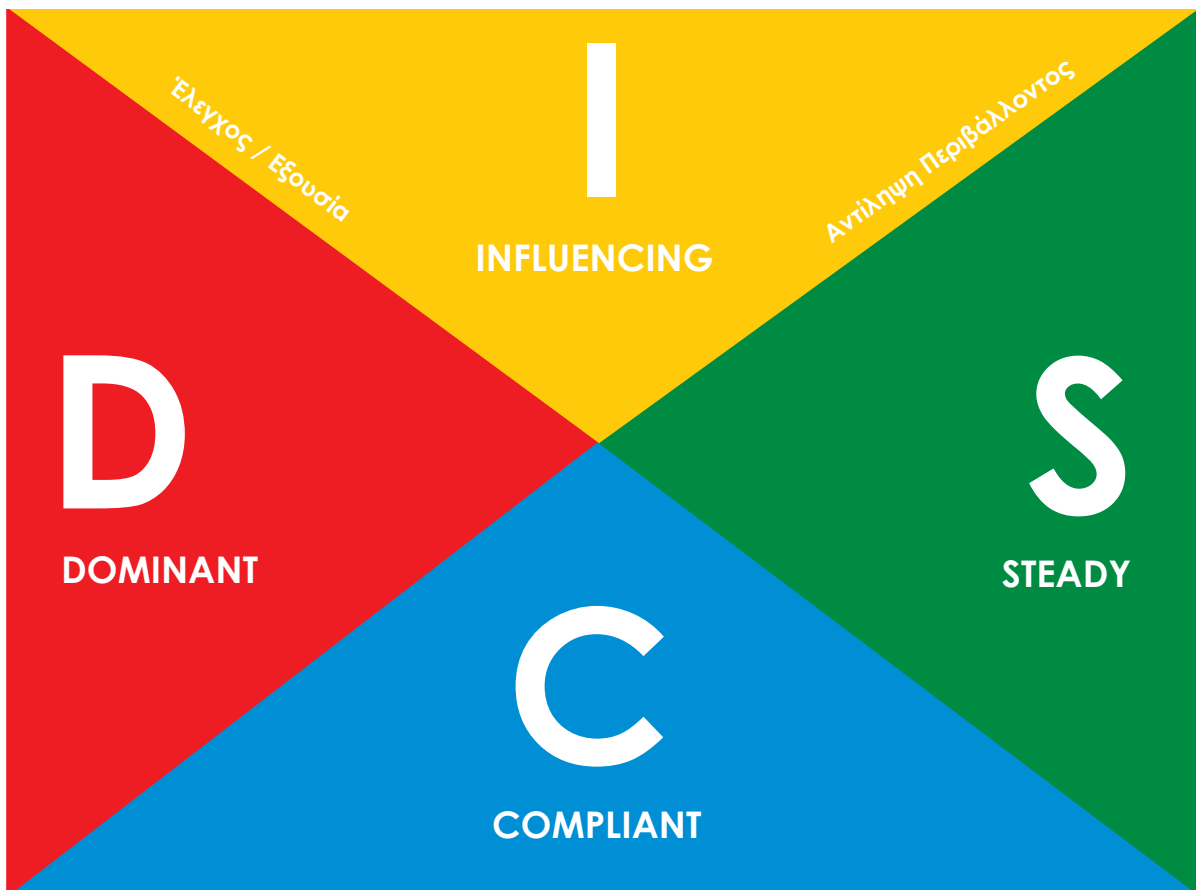 I
Έλεγχος / Εξουσία
Αντίληψη Περιβάλλοντος
INFLUENCING
D
DOMINANT
S
STEADY
C
COMPLIANT